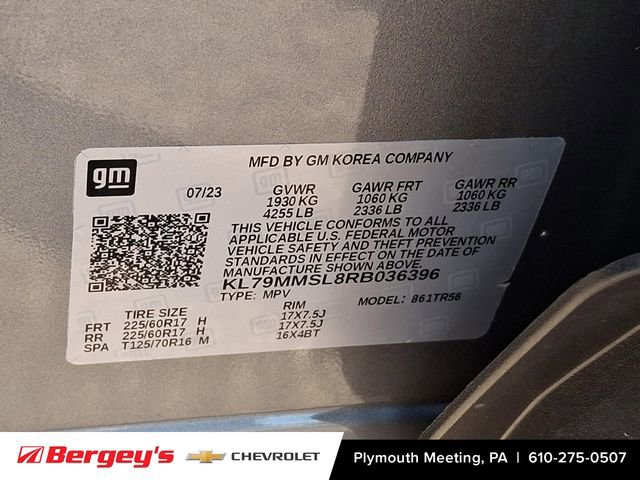 gm
MFD BY GM KOREA COMPANY
07/23 GVWR GAWR FRT GAWR RR
1930 KG 1060 KG 1060 KG
4255 LB 2336 LB 2336 LB
THIS VEHICLE CONFORMS TO ALL
APPLICABLE U.S. FEDERAL MOTOR
VEHICLE SAFETY AND THEFT PREVENTION
STANDARDS IN EFFECT ON THE DATE OF
MANUFACTURE SHOWN ABOVE.
KL79MMSL8RB036396
TYPE: MPV MODEL: 861TR56
TIRE SIZE RIM
FRT 225/60R17 H 17X7.5J
RR 225/60R17 H 17X7.5J
SPA T125/70R16 M 16X4BT
Bergey's CHEVROLET Plymouth Meeting, PA | 610-275-0507